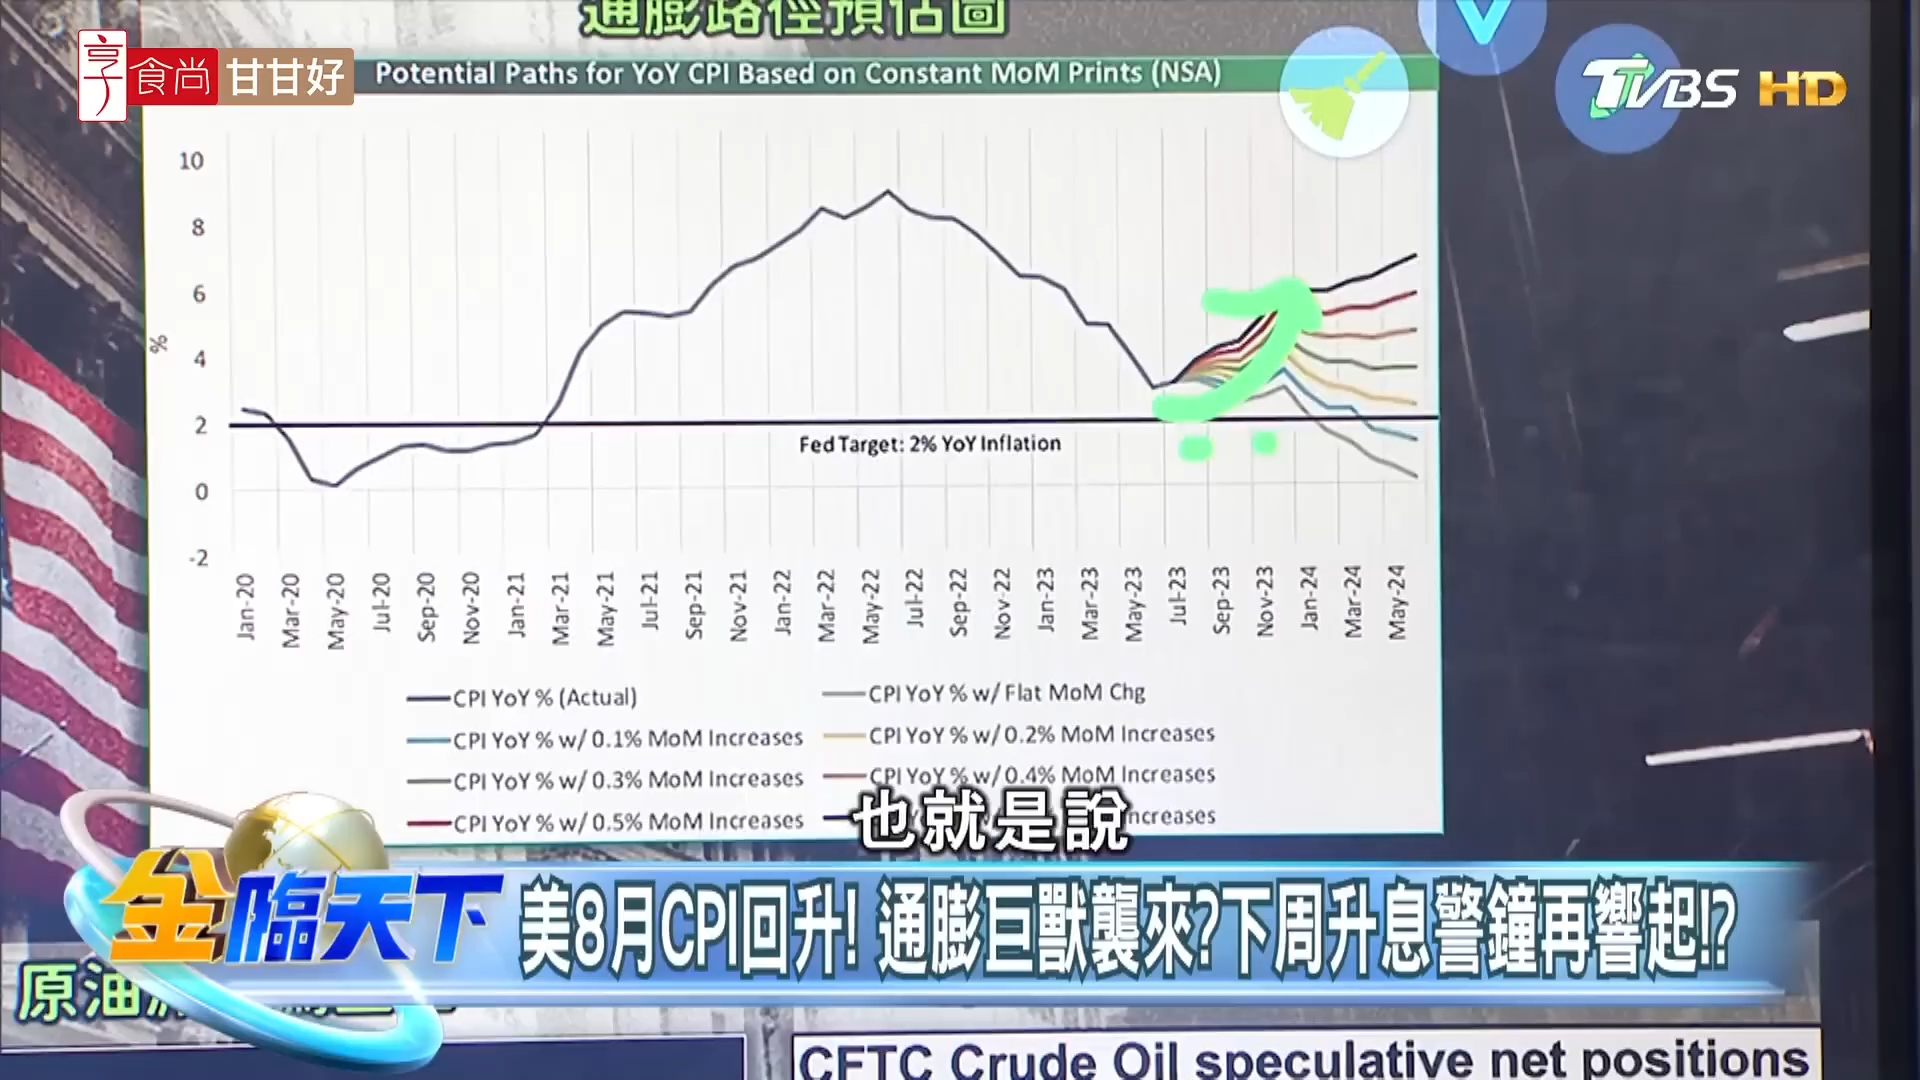 通膨路徑預估圖
享 食尚 甘甘好
Potential Paths for YoY CPI Based on Constant MoM Prints (NSA)
TVBS HD
10
8
6
4
2
0
-2
%
Fed Target: 2% YoY Inflation
Jan-20 Mar-20 May-20 Jul-20 Sep-20 Nov-20 Jan-21 Mar-21 May-21 Jul-21 Sep-21 Nov-21 Jan-22 Mar-22 May-22 Jul-22 Sep-22 Nov-22 Jan-23 Mar-23 May-23 Jul-23 Sep-23 Nov-23 Jan-24 Mar-24 May-24
CPI YoY % (Actual) CPI YoY % w/ Flat MoM Chg
CPI YoY % w/ 0.1% MoM Increases CPI YoY % w/ 0.2% MoM Increases
CPI YoY % w/ 0.3% MoM Increases CPI YoY % w/ 0.4% MoM Increases
CPI YoY % w/ 0.5% MoM Increases
ncreases
也就是說
金臨天下
美8月CPI回升! 通膨巨獸襲來?下周升息警鐘再響起!?
原油
CFTC Crude Oil speculative net positions